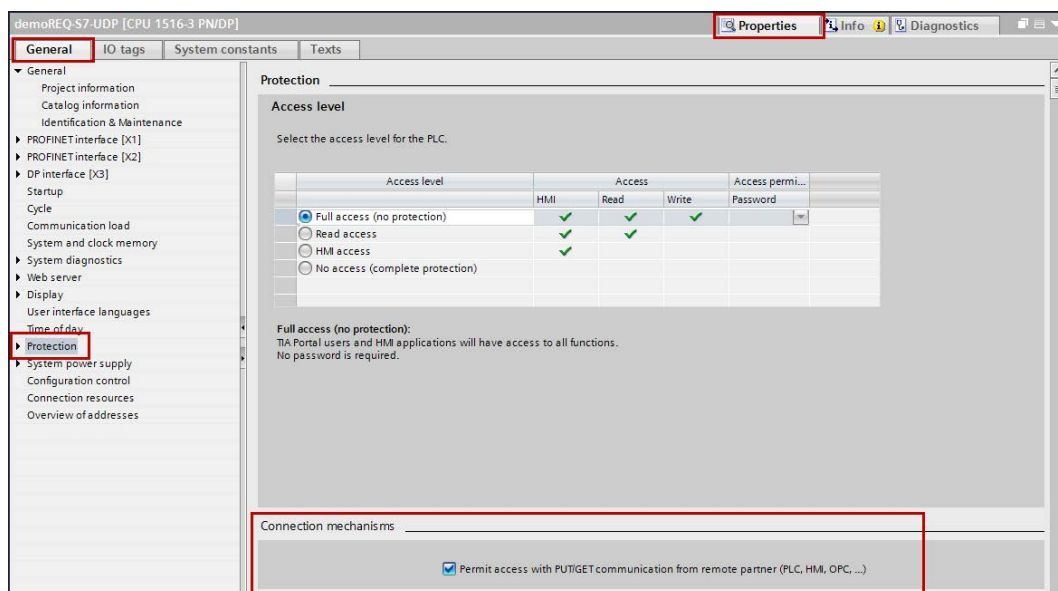 demoREQ-S7-UDP [CPU 1516-3 PN/DP]
Properties
Info
Diagnostics
General
IO tags
System constants
Texts
General
Project information
Catalog information
Identification & Maintenance
PROFINET interface [X1]
PROFINET interface [X2]
DP interface [X3]
Startup
Cycle
Communication load
System and clock memory
System diagnostics
Web server
Display
User interface languages
Time of day
Protection
System power supply
Configuration control
Connection resources
Overview of addresses
Protection
Access level
Select the access level for the PLC.
Access level Access Access permi...
HMI Read Write Password
Full access (no protection)
Read access
HMI access
No access (complete protection)
Full access (no protection):
TIA Portal users and HMI applications will have access to all functions.
No password is required.
Connection mechanisms
Permit access with PUT/GET communication from remote partner (PLC, HMI, OPC, ...)